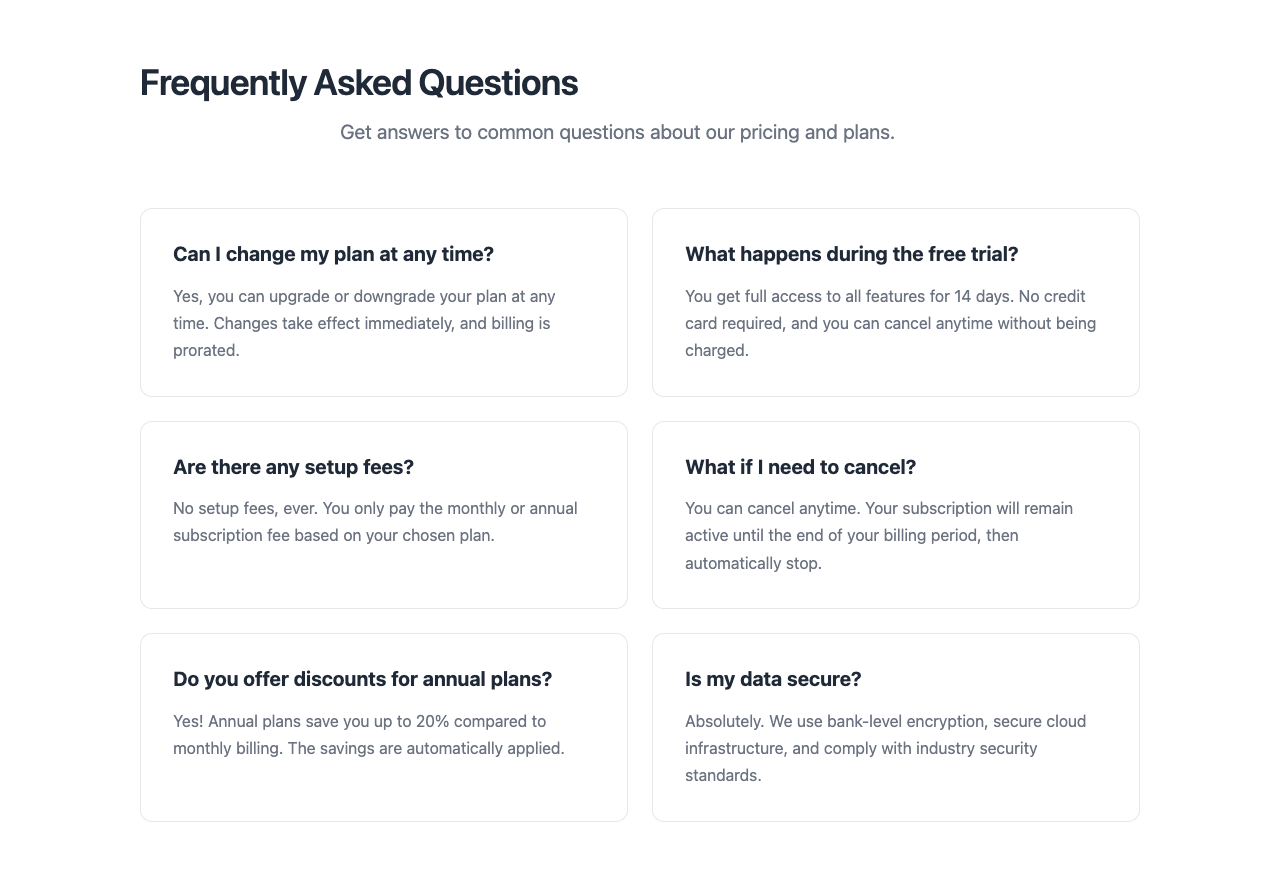 Frequently Asked Questions
Get answers to common questions about our pricing and plans.
Can I change my plan at any time?
Yes, you can upgrade or downgrade your plan at any
time. Changes take effect immediately, and billing is
prorated.
What happens during the free trial?
You get full access to all features for 14 days. No credit
card required, and you can cancel anytime without being
charged.
Are there any setup fees?
No setup fees, ever. You only pay the monthly or annual
subscription fee based on your chosen plan.
What if I need to cancel?
You can cancel anytime. Your subscription will remain
active until the end of your billing period, then
automatically stop.
Do you offer discounts for annual plans?
Yes! Annual plans save you up to 20% compared to
monthly billing. The savings are automatically applied.
Is my data secure?
Absolutely. We use bank-level encryption, secure cloud
infrastructure, and comply with industry security
standards.